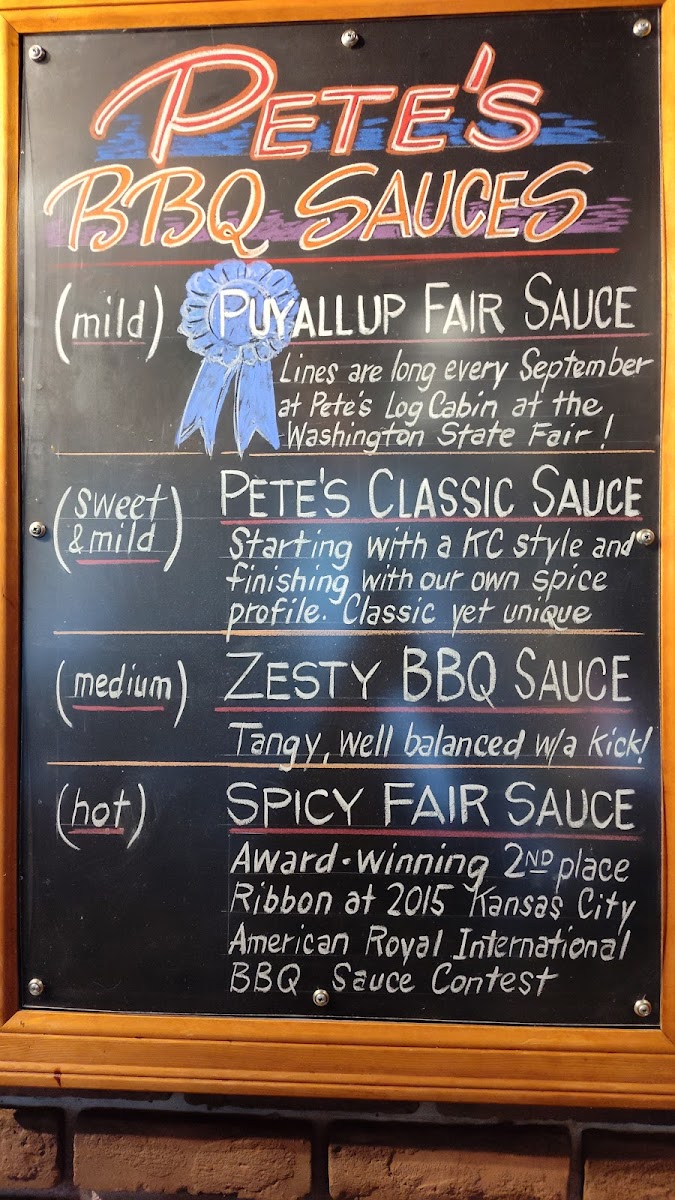 PETE'S
BBQ SAUCES
(mild) PUYALLUP FAIR SAUCE
Lines are long every September
at Pete's Log Cabin at the
Washington State Fair!
(sweet & mild) PETE'S CLASSIC SAUCE
Starting with a KC style and
finishing with our own spice
profile. Classic yet unique
(medium) ZESTY BBQ SAUCE
Tangy, well balanced w/a kick!
(hot) SPICY FAIR SAUCE
Award-winning 2ND place
Ribbon at 2015 Kansas City
American Royal International
BBQ Sauce Contest